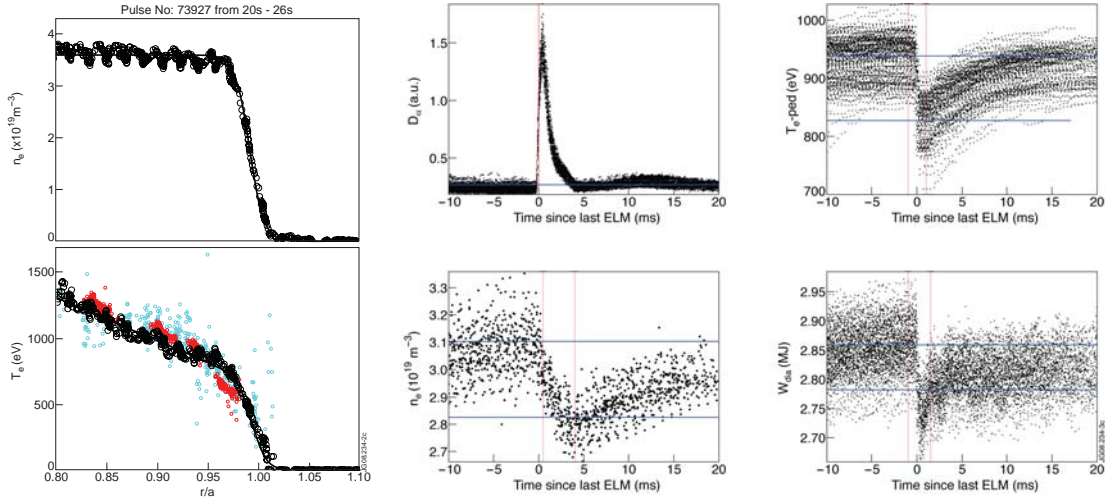 Pulse No: 73927 from 20s - 26s
4
3
2
1
0
n_e (x10^19 m^−3)
1500
1000
500
0
T_e (eV)
0.80 0.85 0.90 0.95 1.00 1.05 1.10
r/a
JG08.234-2c
1.5
1.0
0.5
D_α (a.u.)
−10 −5 0 5 10 15 20
Time since last ELM (ms)
1000
900
800
700
T_e-ped (eV)
−10 −5 0 5 10 15 20
Time since last ELM (ms)
3.3
3.2
3.1
3.0
2.9
2.8
2.7
n_e (10^19 m^−3)
−10 −5 0 5 10 15 20
Time since last ELM (ms)
2.95
2.90
2.85
2.80
2.75
2.70
W_dia (MJ)
−10 −5 0 5 10 15 20
Time since last ELM (ms)
JG08.234-3c